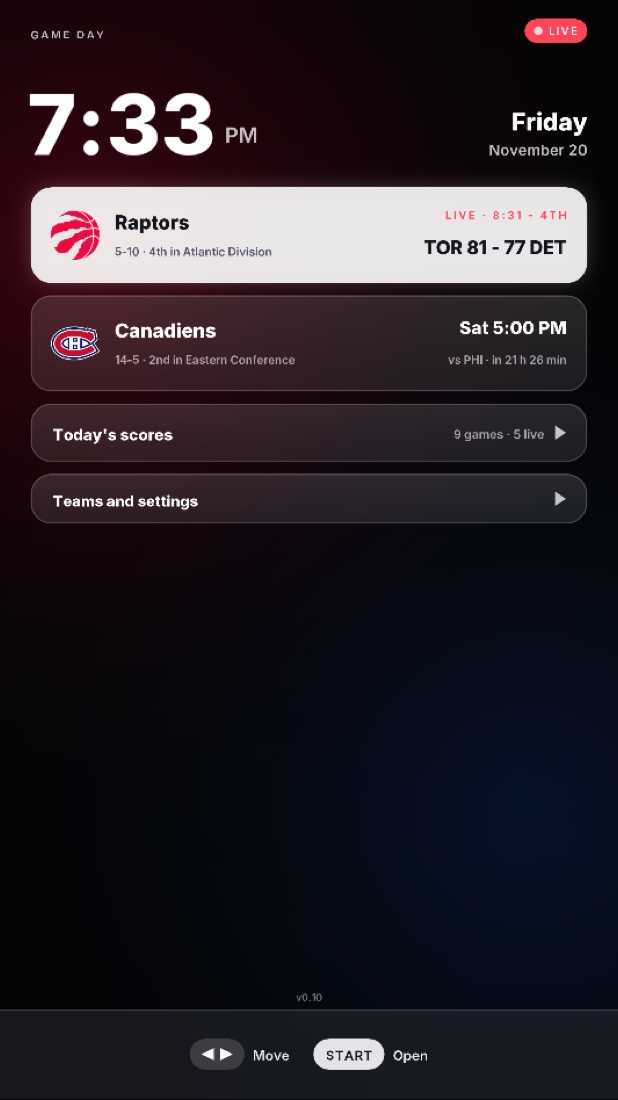 GAME DAY
LIVE
7:33 PM
Friday
November 20
Raptors
LIVE · 8:31 - 4TH
5-10 · 4th in Atlantic Division
TOR 81 - 77 DET
Canadiens
Sat 5:00 PM
14-5 · 2nd in Eastern Conference
vs PHI · in 21 h 26 min
Today's scores
9 games · 5 live
Teams and settings
v0.10
Move
START
Open